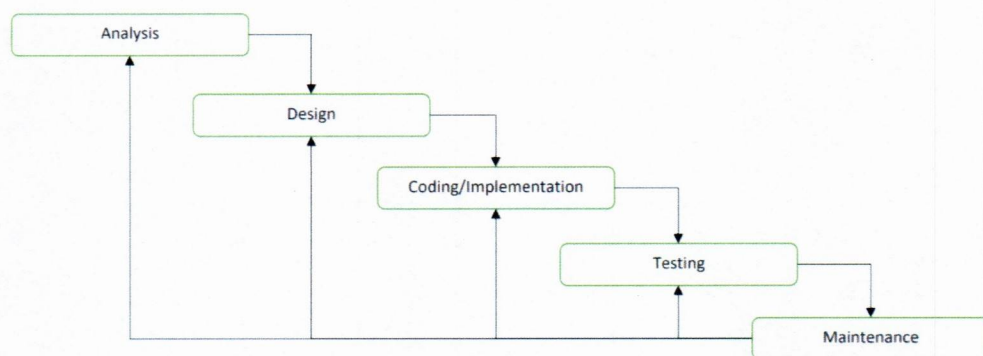 Analysis
Design
Coding/Implementation
Testing
Maintenance